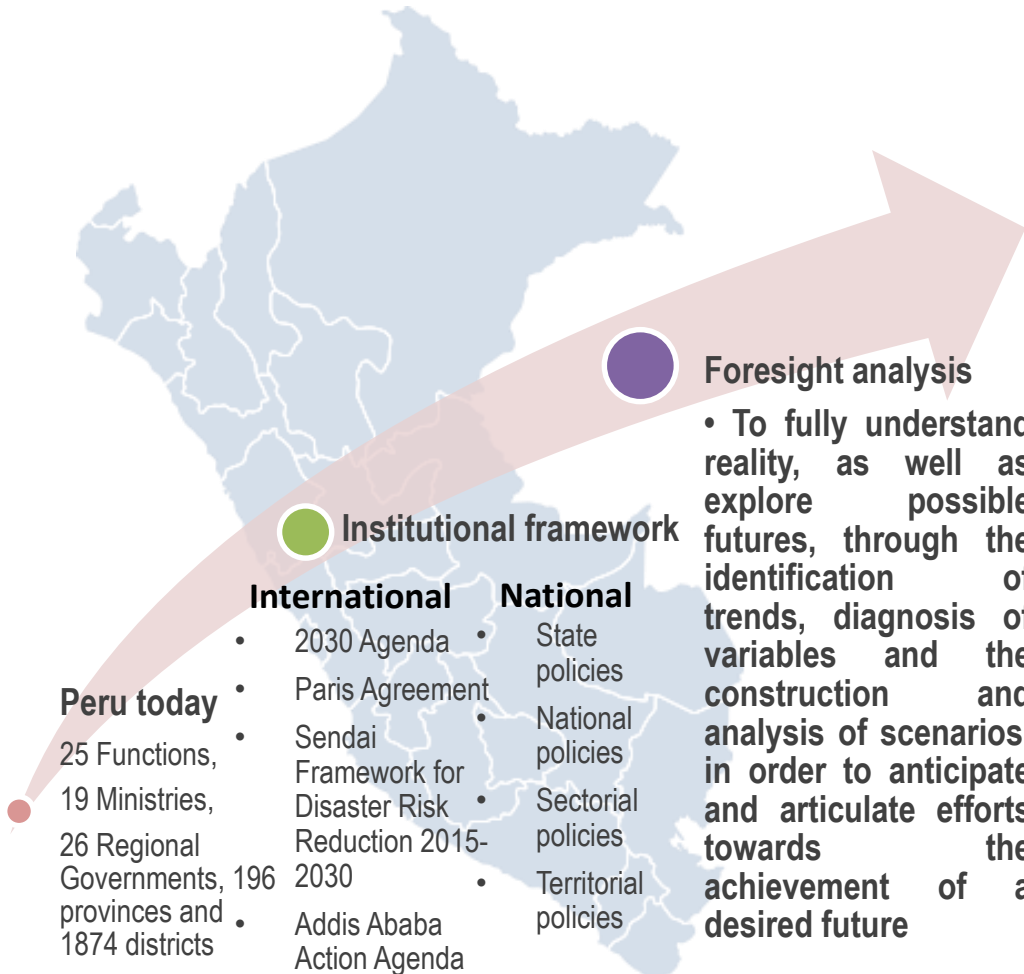 Peru today
25 Functions,
19 Ministries,
26 Regional
Governments, 196
provinces and
1874 districts
Institutional framework
International
• 2030 Agenda
• Paris Agreement
• Sendai
Framework for
Disaster Risk
Reduction 2015-
2030
• Addis Ababa
Action Agenda
National
• State
policies
• National
policies
• Sectorial
policies
• Territorial
policies
Foresight analysis
• To fully understand
reality, as well as
explore possible
futures, through the
identification of
trends, diagnosis of
variables and the
construction and
analysis of scenarios,
in order to anticipate
and articulate efforts
towards the
achievement of a
desired future